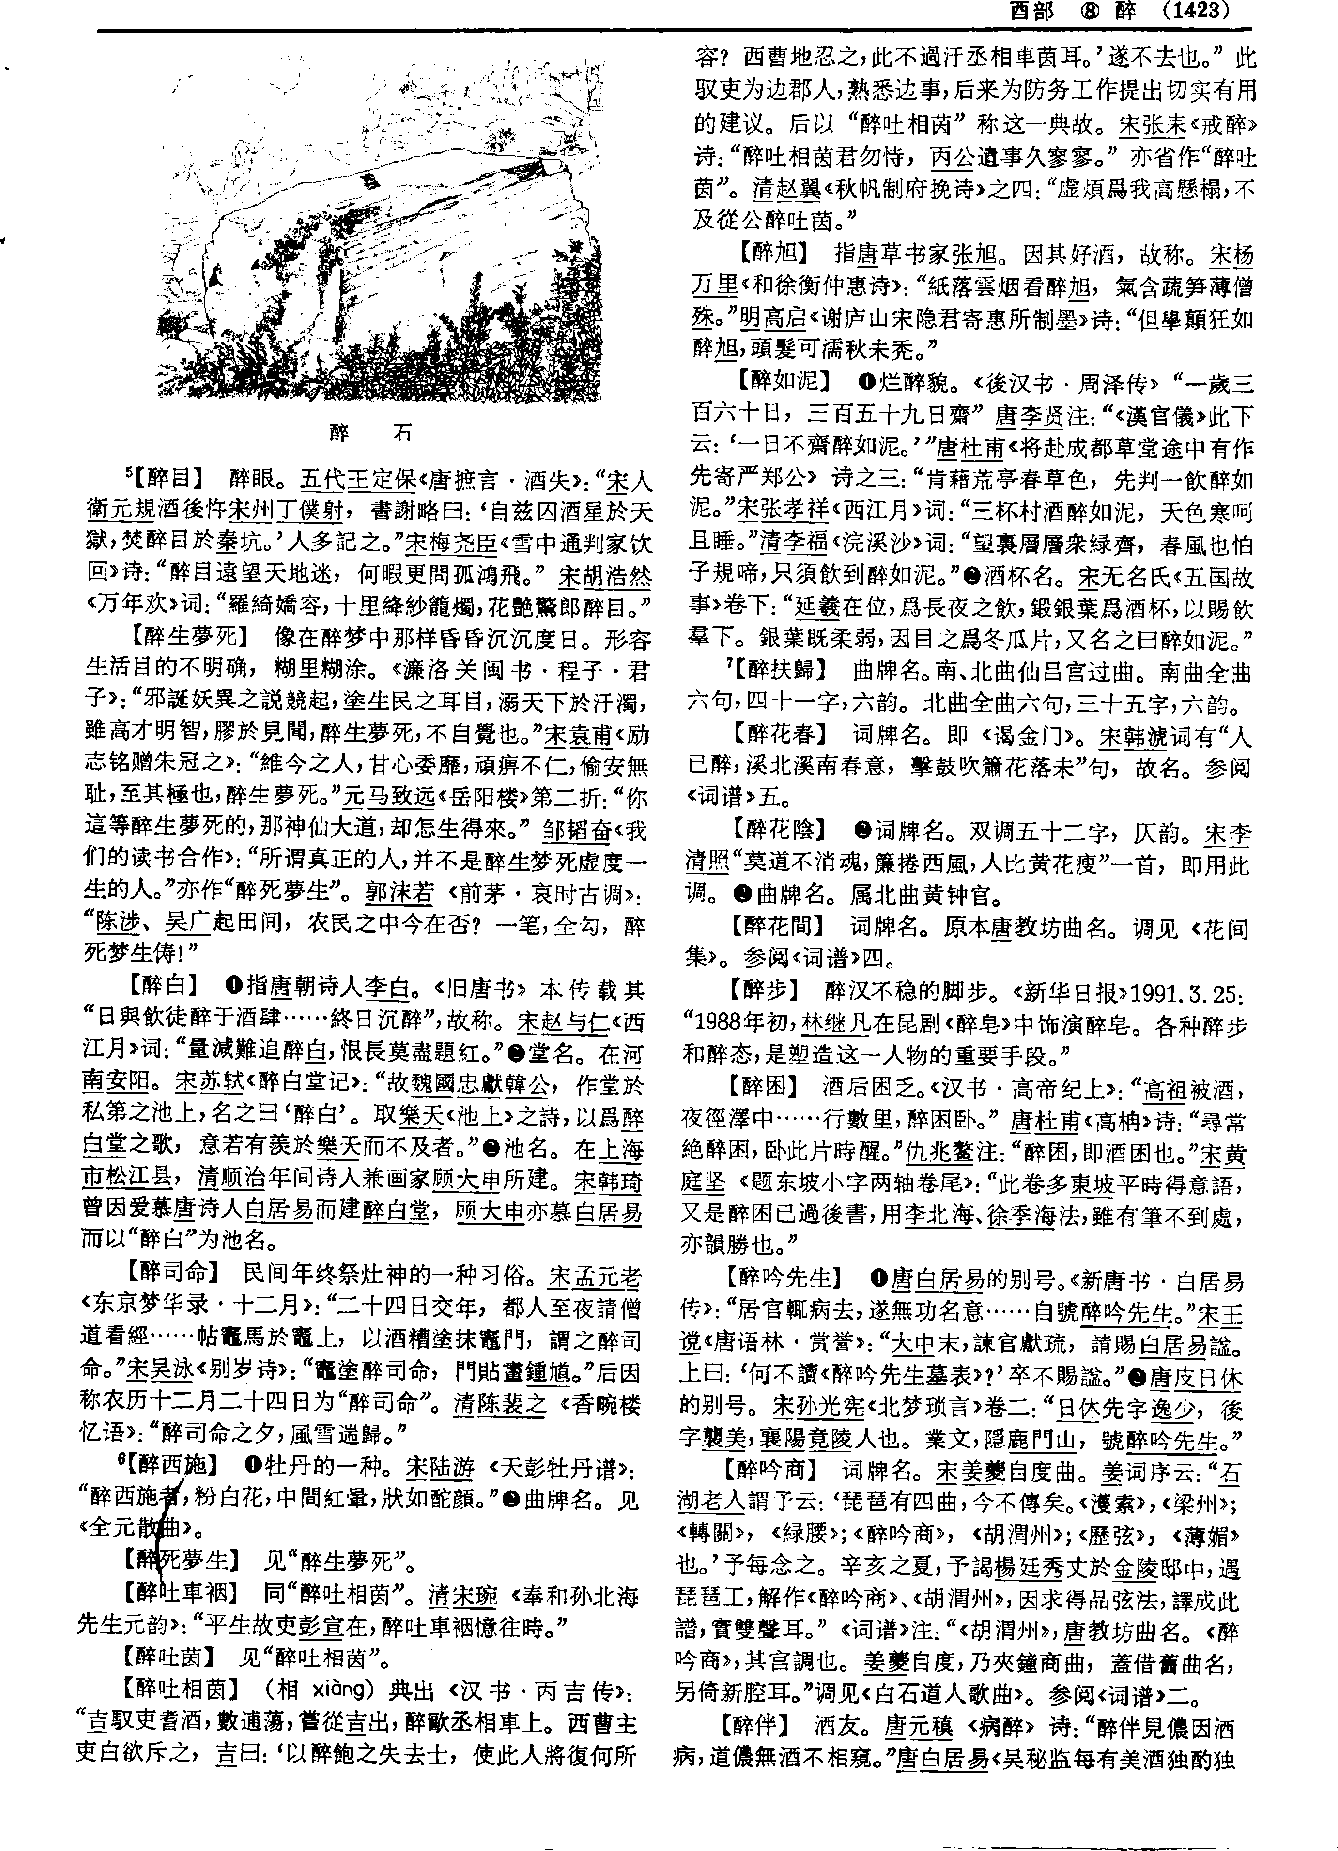 酉部　⑧　醉　(1423)
醉　石
⁵【醉目】　醉眼。五代王定保《唐摭言·酒失》：“宋人
衛元規酒後忤宋州丁僕射，書謝略曰：‘自兹囚酒星於天
獄，焚醉目於秦坑。’人多記之。”宋梅尧臣《雪中通判家饮
回》诗：“醉目遠望天地迷，何暇更問孤鴻飛。”宋胡浩然
《万年欢》词：“羅綺嬌容，十里絳紗籠燭，花艷驚郎醉目。”
【醉生夢死】　像在醉梦中那样昏昏沉沉度日。形容
生活目的不明确，糊里糊涂。《濂洛关闽书·程子·君
子》：“邪誕妖異之説競起，塗生民之耳目，溺天下於汙濁，
雖高才明智，膠於見聞，醉生夢死，不自覺也。”宋袁甫《励
志铭赠朱冠之》：“維今之人，甘心委靡，頑痹不仁，偷安無
耻，至其極也，醉生夢死。”元马致远《岳阳楼》第二折：“你
這等醉生夢死的，那神仙大道，却怎生得來。”邹韬奋《我
们的读书合作》：“所谓真正的人，并不是醉生梦死虚度一
生的人。”亦作“醉死夢生”。郭沫若《前茅·哀时古调》：
“陈涉、吴广起田间，农民之中今在否？一笔，全勾，醉
死梦生俦！”
【醉白】　❶指唐朝诗人李白。《旧唐书》本传载其
“日與飲徒醉于酒肆……終日沉醉”，故称。宋赵与仁《西
江月》词：“量減難追醉白，恨長莫盡題紅。”❷堂名。在河
南安阳。宋苏轼《醉白堂记》：“故魏國忠獻韓公，作堂於
私第之池上，名之曰‘醉白’。取樂天《池上》之詩，以爲醉
白堂之歌，意若有羡於樂天而不及者。”❸池名。在上海
市松江县，清顺治年间诗人兼画家顾大申所建。宋韩琦
曾因爱慕唐诗人白居易而建醉白堂，顾大申亦慕白居易
而以“醉白”为池名。
【醉司命】　民间年终祭灶神的一种习俗。宋孟元老
《东京梦华录·十二月》：“二十四日交年，都人至夜請僧
道看經……帖竈馬於竈上，以酒糟塗抹竈門，謂之醉司
命。”宋吴泳《别岁诗》：“竈塗醉司命，門貼畫鍾馗。”后因
称农历十二月二十四日为“醉司命”。清陈裴之《香畹楼
忆语》：“醉司命之夕，風雪遄歸。”
⁶【醉西施】　❶牡丹的一种。宋陆游《天彭牡丹谱》：
“醉西施者，粉白花，中間紅暈，狀如酡顔。”❷曲牌名。见
《全元散曲》。
【醉死夢生】　见“醉生夢死”。
【醉吐車裀】　同“醉吐相茵”。清宋琬《奉和孙北海
先生元韵》：“平生故吏彭宣在，醉吐車裀憶往時。”
【醉吐茵】　见“醉吐相茵”。
【醉吐相茵】　（相 xiàng）典出《汉书·丙吉传》：
“吉馭吏耆酒，數逋蕩，嘗從吉出，醉歐丞相車上。西曹主
吏白欲斥之，吉曰：‘以醉飽之失去士，使此人將復何所
容？西曹地忍之，此不過汙丞相車茵耳。’遂不去也。”此
驭吏为边郡人，熟悉边事，后来为防务工作提出切实有用
的建议。后以“醉吐相茵”称这一典故。宋张耒《戒醉》
诗：“醉吐相茵君勿恃，丙公遺事久寥寥。”亦省作“醉吐
茵”。清赵翼《秋帆制府挽诗》之四：“虚煩爲我高懸榻，不
及從公醉吐茵。”
【醉旭】　指唐草书家张旭。因其好酒，故称。宋杨
万里《和徐衡仲惠诗》：“紙落雲烟看醉旭，氣含蔬笋薄僧
殊。”明高启《谢庐山宋隐君寄惠所制墨》诗：“但學顛狂如
醉旭，頭髮可濡秋未禿。”
【醉如泥】　❶烂醉貌。《後汉书·周泽传》“一歲三
百六十日，三百五十九日齋”唐李贤注：“《漢官儀》此下
云：‘一日不齋醉如泥。’”唐杜甫《将赴成都草堂途中有作
先寄严郑公》诗之三：“肯藉荒亭春草色，先判一飲醉如
泥。”宋张孝祥《西江月》词：“三杯村酒醉如泥，天色寒呵
且睡。”清李福《浣溪沙》词：“望裏層層衆緑齊，春風也怕
子規啼，只須飲到醉如泥。”❷酒杯名。宋无名氏《五国故
事》卷下：“延羲在位，爲長夜之飲，鍛銀葉爲酒杯，以賜飲
羣下。銀葉既柔弱，因目之爲冬瓜片，又名之曰醉如泥。”
⁷【醉扶歸】　曲牌名。南、北曲仙吕宫过曲。南曲全曲
六句，四十一字，六韵。北曲全曲六句，三十五字，六韵。
【醉花春】　词牌名。即《谒金门》。宋韩淲词有“人
已醉，溪北溪南春意，擊鼓吹簫花落未”句，故名。参阅
《词谱》五。
【醉花陰】　❶词牌名。双调五十二字，仄韵。宋李
清照“莫道不消魂，簾捲西風，人比黄花瘦”一首，即用此
调。❷曲牌名。属北曲黄钟宫。
【醉花間】　词牌名。原本唐教坊曲名。调见《花间
集》。参阅《词谱》四。
【醉步】　醉汉不稳的脚步。《新华日报》1991.3.25：
“1988年初，林继凡在昆剧《醉皂》中饰演醉皂。各种醉步
和醉态，是塑造这一人物的重要手段。”
【醉困】　酒后困乏。《汉书·高帝纪上》：“高祖被酒，
夜徑澤中……行數里，醉困卧。”唐杜甫《高柟》诗：“尋常
絶醉困，卧此片時醒。”仇兆鳌注：“醉困，即酒困也。”宋黄
庭坚《题东坡小字两轴卷尾》：“此卷多東坡平時得意語，
又是醉困已過後書，用李北海、徐季海法，雖有筆不到處，
亦韻勝也。”
【醉吟先生】　❶唐白居易的别号。《新唐书·白居易
传》：“居官輒病去，遂無功名意……自號醉吟先生。”宋王
谠《唐语林·赏誉》：“大中末，諫官獻疏，請賜白居易謚。
上曰：‘何不讀《醉吟先生墓表》？’卒不賜謚。”❷唐皮日休
的别号。宋孙光宪《北梦琐言》卷二：“日休先字逸少，後
字襲美，襄陽竟陵人也。業文，隱鹿門山，號醉吟先生。”
【醉吟商】　词牌名。宋姜夔自度曲。姜词序云：“石
湖老人謂予云：‘琵琶有四曲，今不傳矣。《濩索》，《梁州》；
《轉關》，《緑腰》；《醉吟商》，《胡渭州》；《歷弦》，《薄媚》
也。’予每念之。辛亥之夏，予謁楊廷秀丈於金陵邸中，遇
琵琶工，解作《醉吟商》、《胡渭州》，因求得品弦法，譯成此
譜，實雙聲耳。”《词谱》注：“《胡渭州》，唐教坊曲名。《醉
吟商》，其宫調也。姜夔自度，乃夾鐘商曲，蓋借舊曲名，
另倚新腔耳。”调见《白石道人歌曲》。参阅《词谱》二。
【醉伴】　酒友。唐元稹《病醉》诗：“醉伴見儂因酒
病，道儂無酒不相窺。”唐白居易《吴秘监每有美酒独酌独